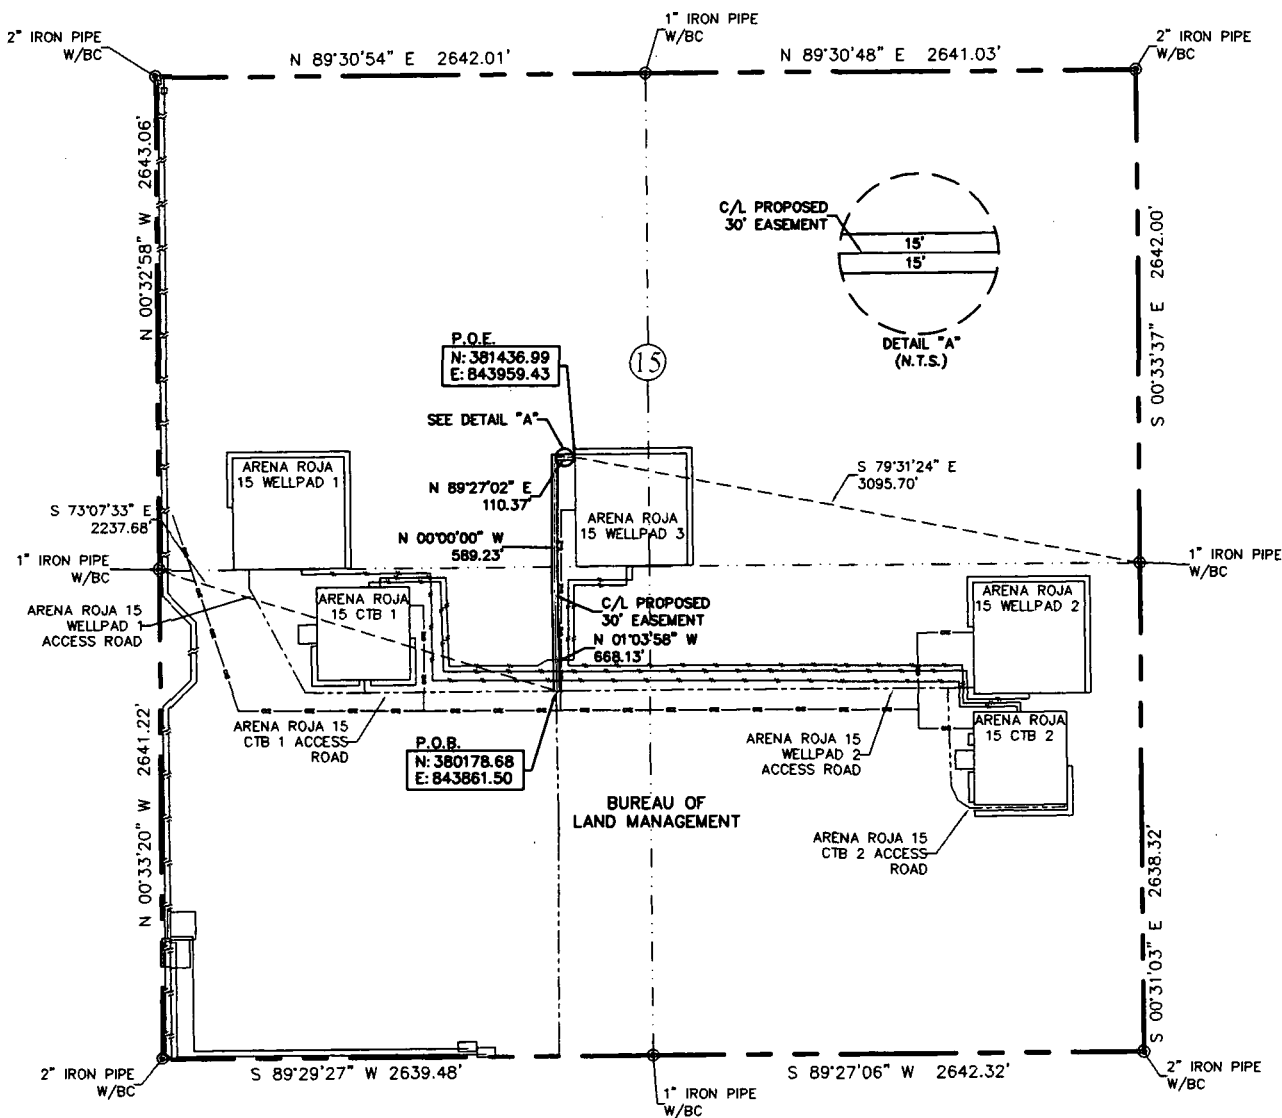 2" IRON PIPE
W/BC
N 89°30'54" E 2642.01'
1" IRON PIPE
W/BC
N 89°30'48" E 2641.03'
2" IRON PIPE
W/BC
N 00°32'58" W 2643.06'
S 00°33'37" E 2642.00'
C/L PROPOSED
30' EASEMENT
15'
15'
DETAIL "A"
(N.T.S.)
P.O.E.
N: 381436.99
E: 843959.43
15
SEE DETAIL "A"
ARENA ROJA
15 WELLPAD 1
N 89°27'02" E
110.37'
S 79°31'24" E
3095.70'
S 73°07'33" E
2237.68'
ARENA ROJA
15 WELLPAD 3
N 00°00'00" W
589.23'
1" IRON PIPE
W/BC
1" IRON PIPE
W/BC
ARENA ROJA 15
WELLPAD 1
ACCESS ROAD
ARENA ROJA
15 CTB 1
C/L PROPOSED
30' EASEMENT
N 01°03'58" W
668.13'
ARENA ROJA
15 WELLPAD 2
N 00°33'20" W 2641.22'
ARENA ROJA 15
CTB 1 ACCESS
ROAD
P.O.B.
N: 380178.68
E: 843861.50
ARENA ROJA 15
WELLPAD 2
ACCESS ROAD
ARENA ROJA
15 CTB 2
BUREAU OF
LAND MANAGEMENT
ARENA ROJA 15
CTB 2 ACCESS
ROAD
S 00°31'03" E 2638.32'
2" IRON PIPE
W/BC
S 89°29'27" W 2639.48'
1" IRON PIPE
W/BC
S 89°27'06" W 2642.32'
2" IRON PIPE
W/BC